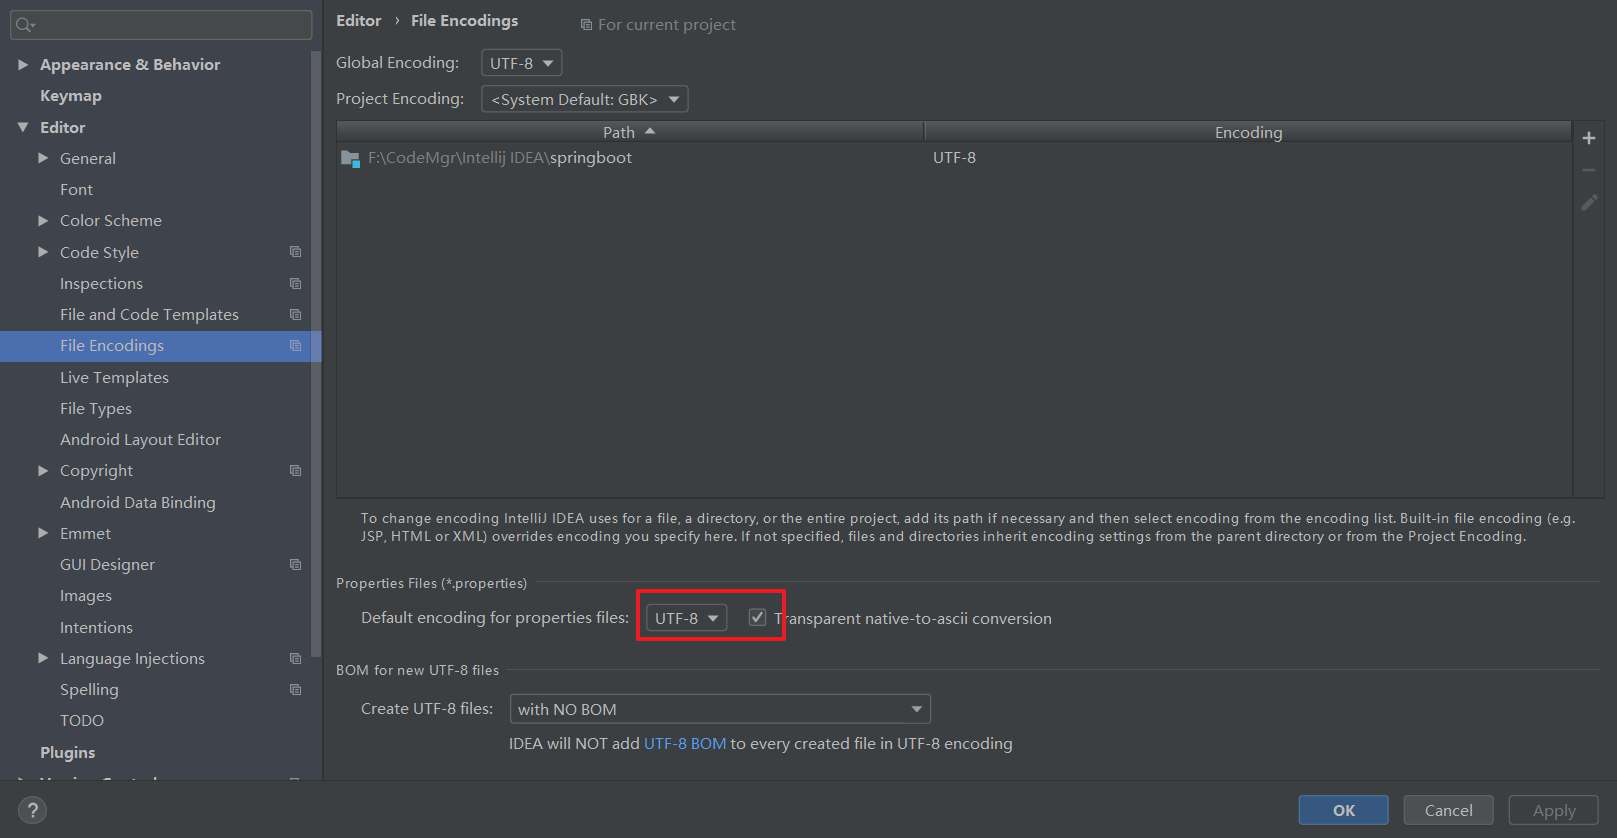 Appearance & Behavior
Keymap
Editor
General
Font
Color Scheme
Code Style
Inspections
File and Code Templates
File Encodings
Live Templates
File Types
Android Layout Editor
Copyright
Android Data Binding
Emmet
GUI Designer
Images
Intentions
Language Injections
Spelling
TODO
Plugins
Editor › File Encodings
For current project
Global Encoding: UTF-8
Project Encoding: <System Default: GBK>
Path Encoding
F:\CodeMgr\Intellij IDEA\springboot UTF-8
To change encoding IntelliJ IDEA uses for a file, a directory, or the entire project, add its path if necessary and then select encoding from the encoding list. Built-in file encoding (e.g.
JSP, HTML or XML) overrides encoding you specify here. If not specified, files and directories inherit encoding settings from the parent directory or from the Project Encoding.
Properties Files (*.properties)
Default encoding for properties files: UTF-8 Transparent native-to-ascii conversion
BOM for new UTF-8 files
Create UTF-8 files: with NO BOM
IDEA will NOT add UTF-8 BOM to every created file in UTF-8 encoding
? OK Cancel Apply